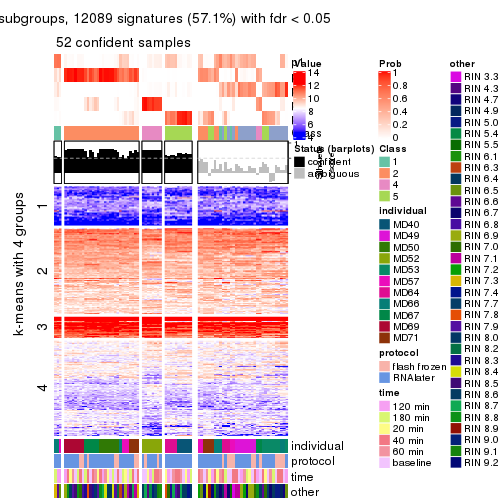 subgroups, 12089 signatures (57.1%) with fdr < 0.05
52 confident samples
k-means with 4 groups
1
2
3
4
individual
protocol
time
other
Value
14
12
10
8
6
Status (barplots)
confident
ambiguous
individual
MD40
MD49
MD50
MD52
MD53
MD57
MD64
MD66
MD67
MD69
MD71
protocol
flash frozen
RNAlater
time
120 min
180 min
20 min
40 min
60 min
baseline
Prob
1
0.8
0.6
0.4
0.2
0
Class
1
2
4
5
other
RIN 3.3
RIN 4.3
RIN 4.7
RIN 4.9
RIN 5.0
RIN 5.4
RIN 5.5
RIN 6.1
RIN 6.3
RIN 6.4
RIN 6.5
RIN 6.6
RIN 6.7
RIN 6.8
RIN 6.9
RIN 7.0
RIN 7.1
RIN 7.2
RIN 7.3
RIN 7.4
RIN 7.7
RIN 7.8
RIN 7.9
RIN 8.0
RIN 8.2
RIN 8.3
RIN 8.4
RIN 8.5
RIN 8.6
RIN 8.7
RIN 8.8
RIN 8.9
RIN 9.0
RIN 9.1
RIN 9.2